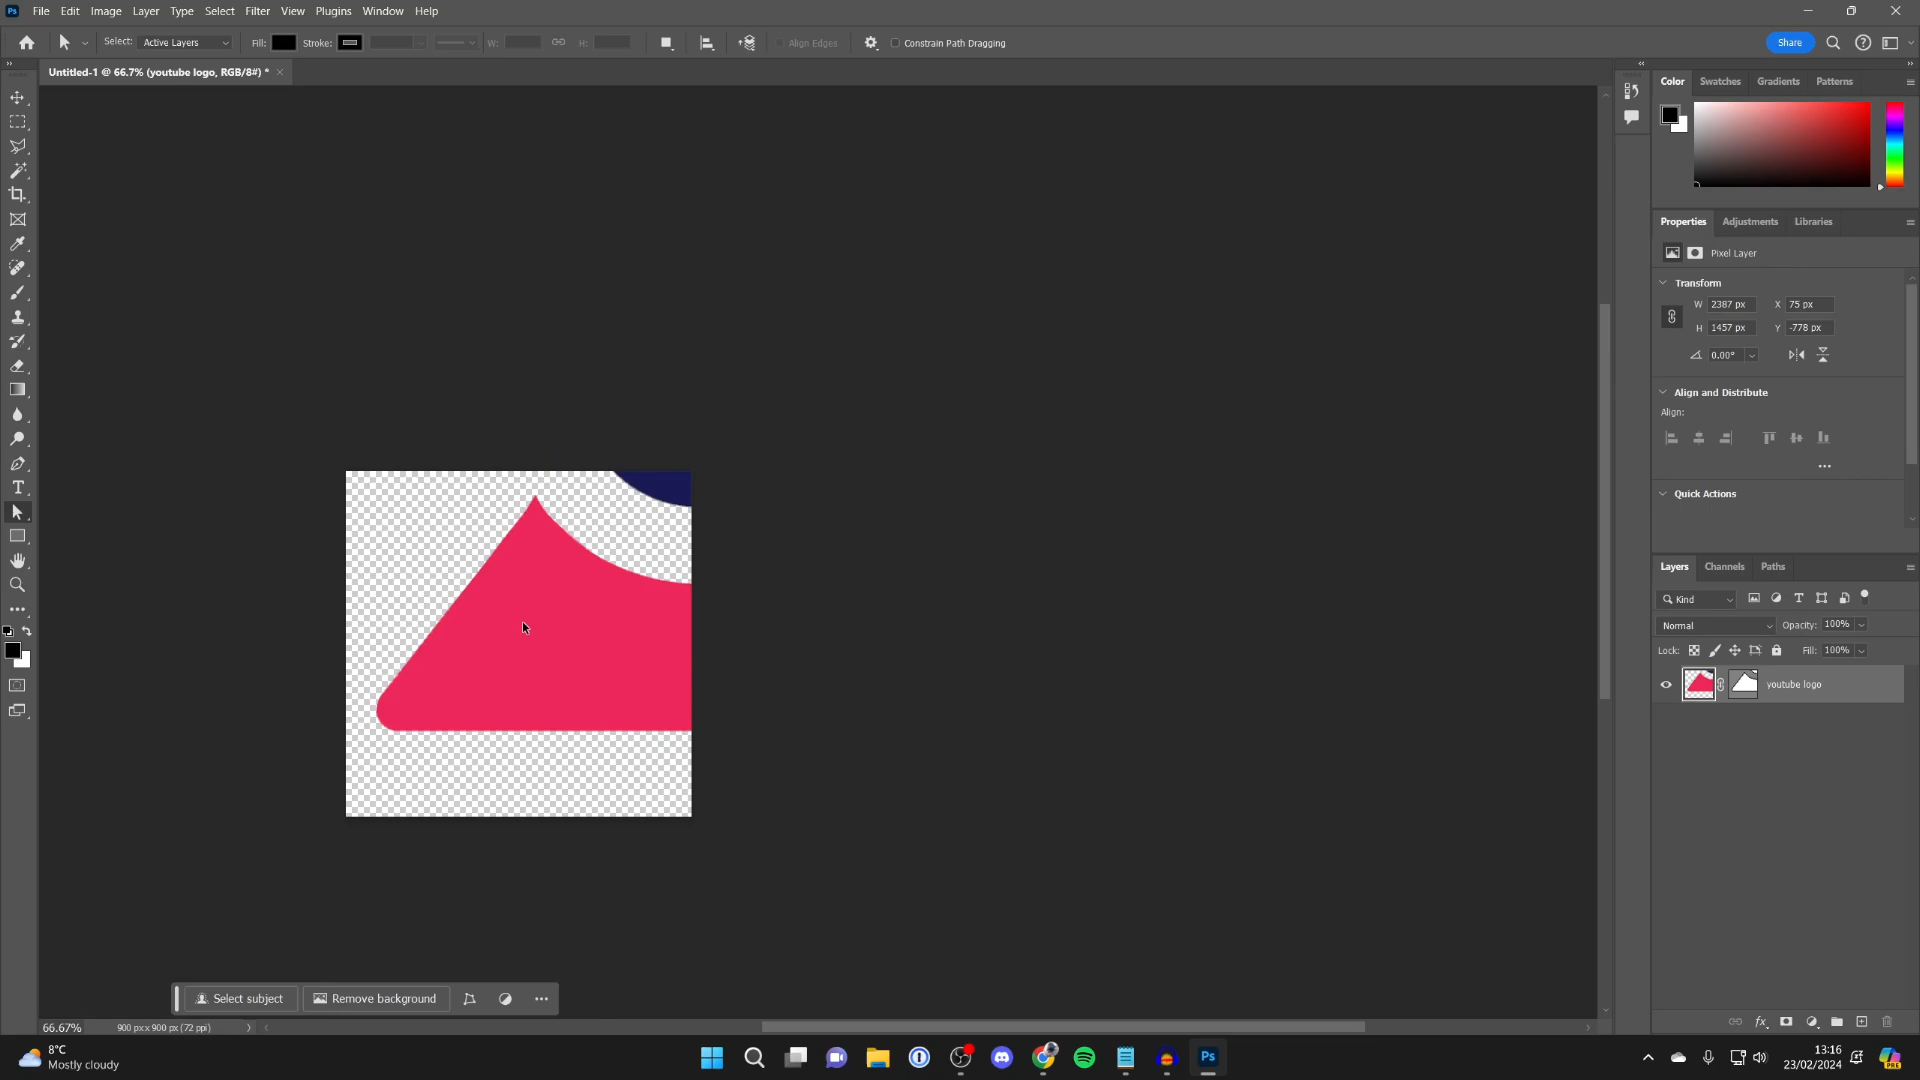 Ps File Edit Image Layer Type Select Filter View Plugins Window Help
Select: Active Layers Fill: Stroke: W: H: Align Edges Constrain Path Dragging Share
Untitled-1 @ 66.7% (youtube logo, RGB/8#) *
Color Swatches Gradients Patterns
Properties Adjustments Libraries
Pixel Layer
Transform
W 2387 px X 75 px
H 1457 px Y -778 px
0.00°
Align and Distribute
Align:
Quick Actions
Layers Channels Paths
Kind
Normal Opacity: 100%
Lock: Fill: 100%
youtube logo
Select subject Remove background
66.67% 900 px x 900 px (72 ppi)
8°C
Mostly cloudy
Ps
13:16
23/02/2024
PRE